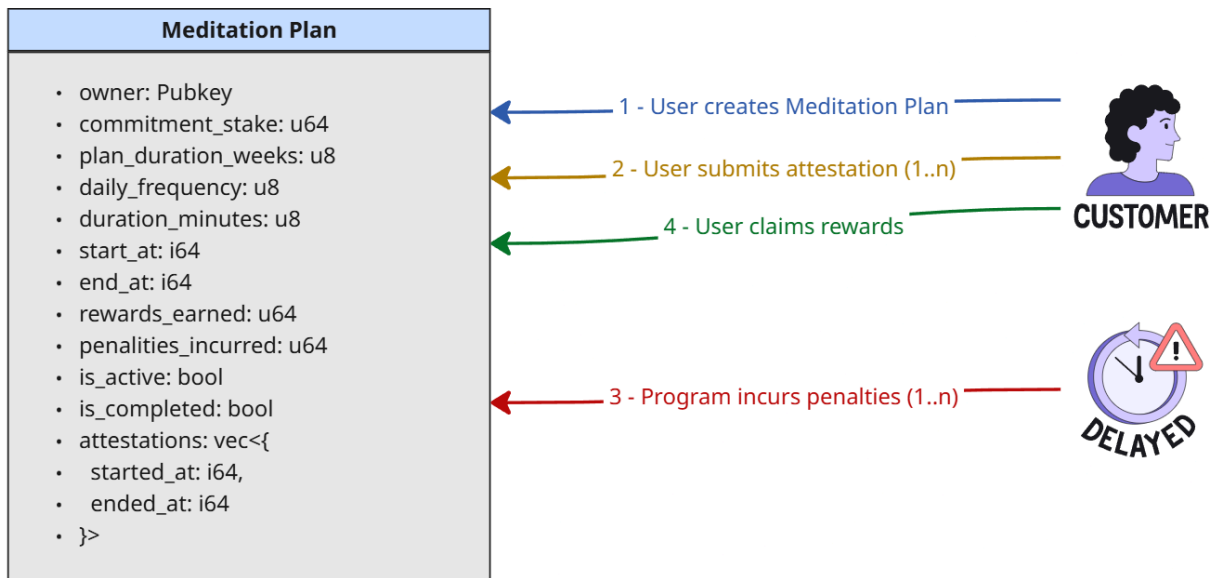 Meditation Plan
• owner: Pubkey
• commitment_stake: u64
• plan_duration_weeks: u8
• daily_frequency: u8
• duration_minutes: u8
• start_at: i64
• end_at: i64
• rewards_earned: u64
• penalities_incurred: u64
• is_active: bool
• is_completed: bool
• attestations: vec<{
• started_at: i64,
• ended_at: i64
• }>
1 - User creates Meditation Plan
2 - User submits attestation (1..n)
4 - User claims rewards
CUSTOMER
3 - Program incurs penalties (1..n)
!
DELAYED